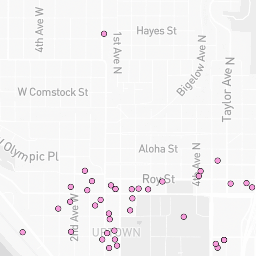 Hayes St
4th Ave W
1st Ave N
Bigelow Ave N
Taylor Ave N
W Comstock St
Aloha St
Olympic Pl
4th Ave N
Roy St
2nd Ave W
UPTOWN